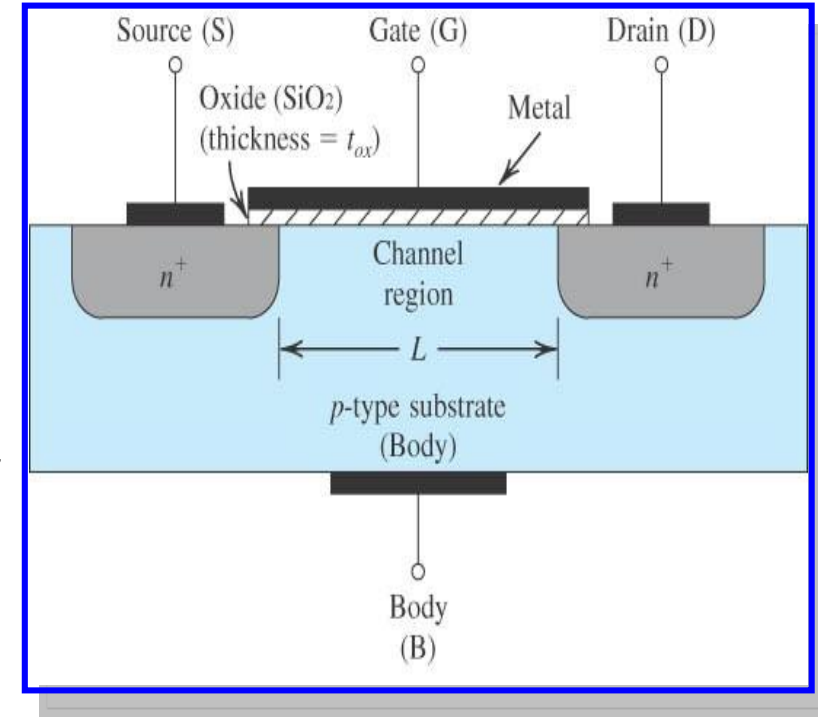 Source (S)
Gate (G)
Drain (D)
Oxide (SiO₂)
(thickness = tₒₓ)
Metal
n⁺
Channel
region
n⁺
L
p-type substrate
(Body)
Body
(B)